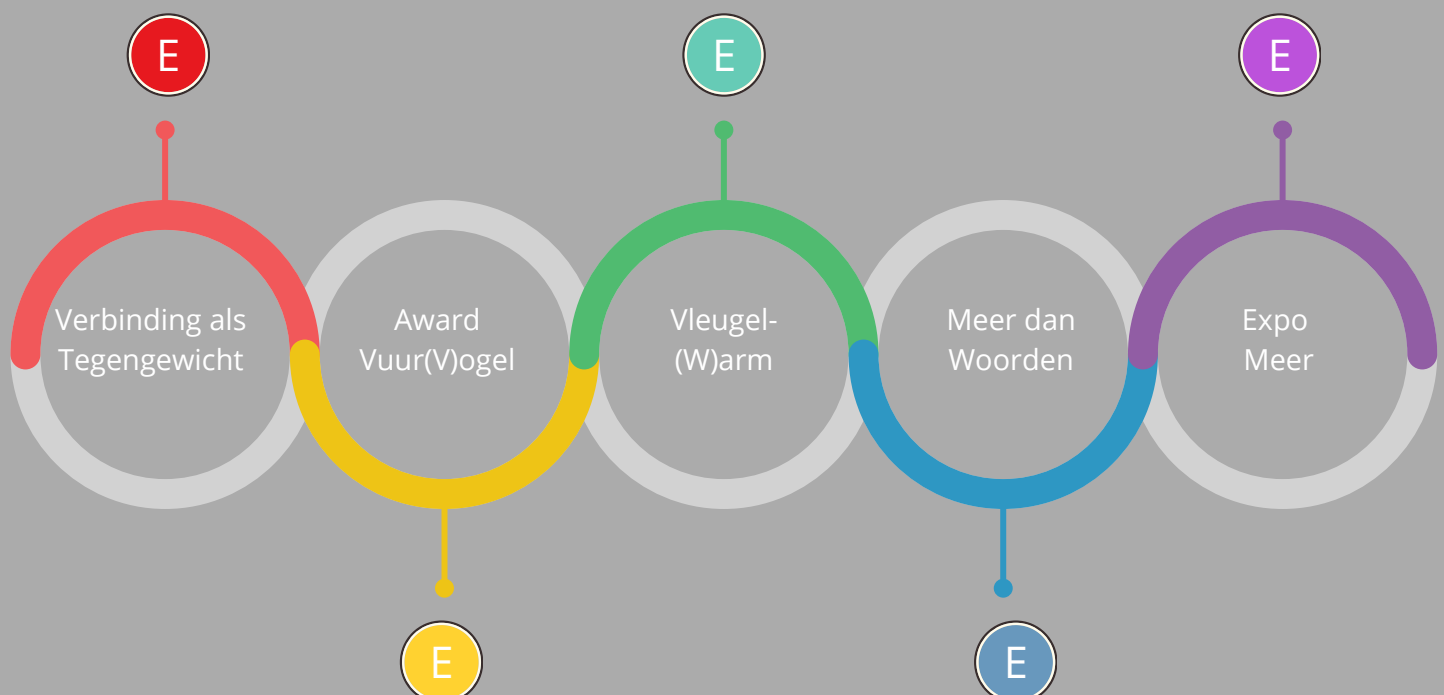 E
E
E
Verbinding als
Tegengewicht
Award
Vuur(V)ogel
Vleugel-
(W)arm
Meer dan
Woorden
Expo
Meer
E
E